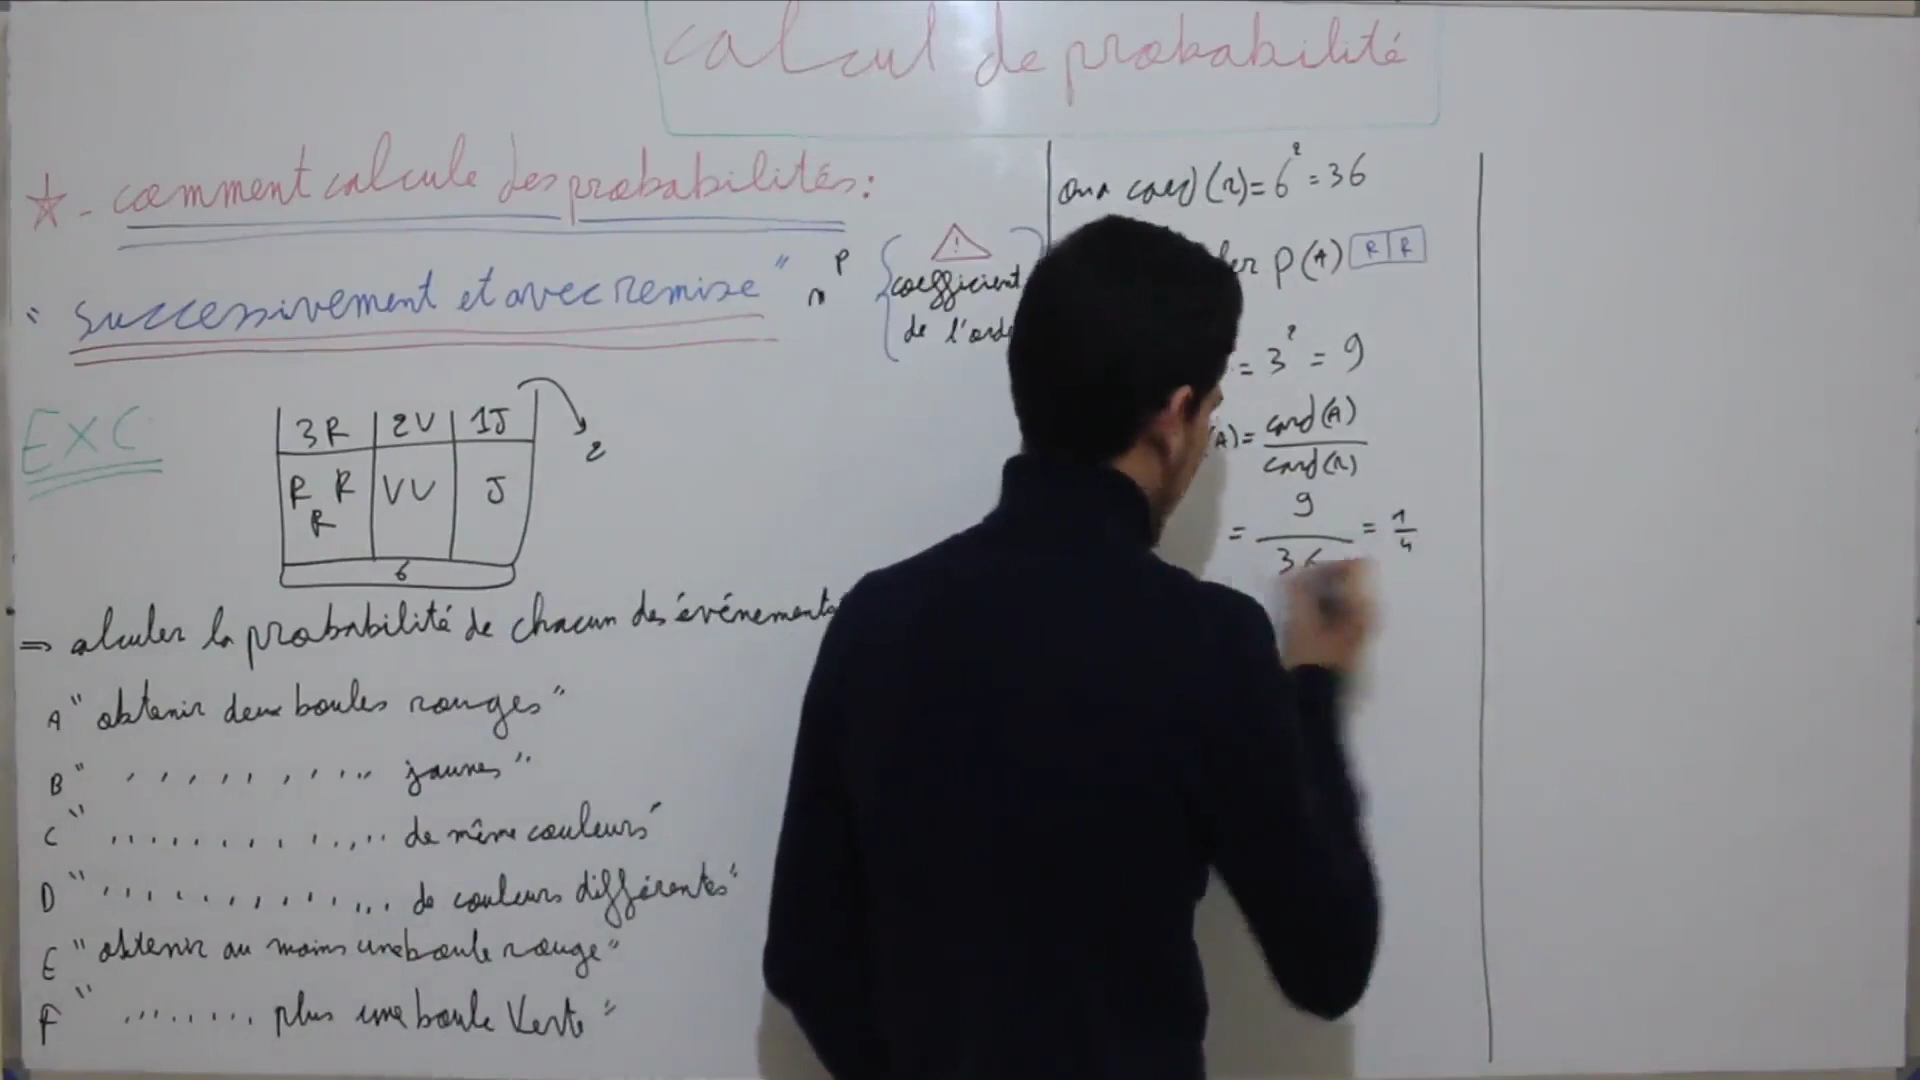 calcul de probabilité
- comment calcule des probabilités :
" successivement et avec remise "
n p
⚠
coefficient
de l'ord
EXC
3R 2V 1J
2
R R VV J
R
6
⇒ alculer la probabilité de chacun des événements
A " obtenir deux boules rouges "
B " , , , , , , , , .. jaunes "
C " . . . . . . . . . . . , .. de même couleurs "
D " . . . . . . . . . . . ... de couleurs différentes "
E " obtenir au moins une boule rouge "
F " ........ plus une boule Verte "
card (Ω) = 6² = 36
er P(A) R R
= 3² = 9
(A) = card(A)
card(Ω)
= 9 = 1
36 4